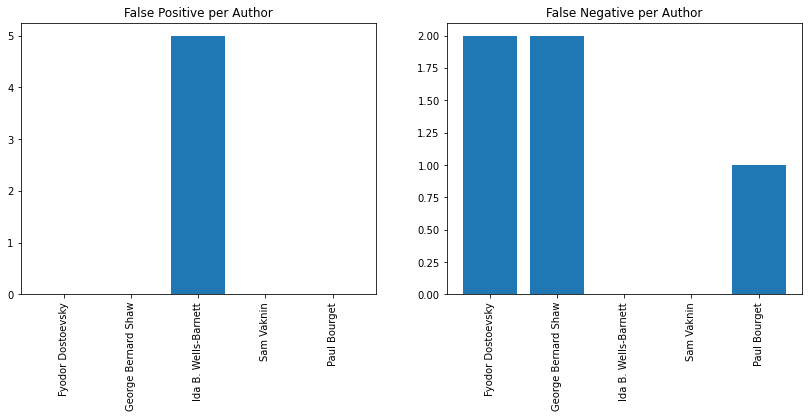 False Positive per Author
5
4
3
2
1
0
Fyodor Dostoevsky
George Bernard Shaw
Ida B. Wells-Barnett
Sam Vaknin
Paul Bourget
False Negative per Author
2.00
1.75
1.50
1.25
1.00
0.75
0.50
0.25
0.00
Fyodor Dostoevsky
George Bernard Shaw
Ida B. Wells-Barnett
Sam Vaknin
Paul Bourget